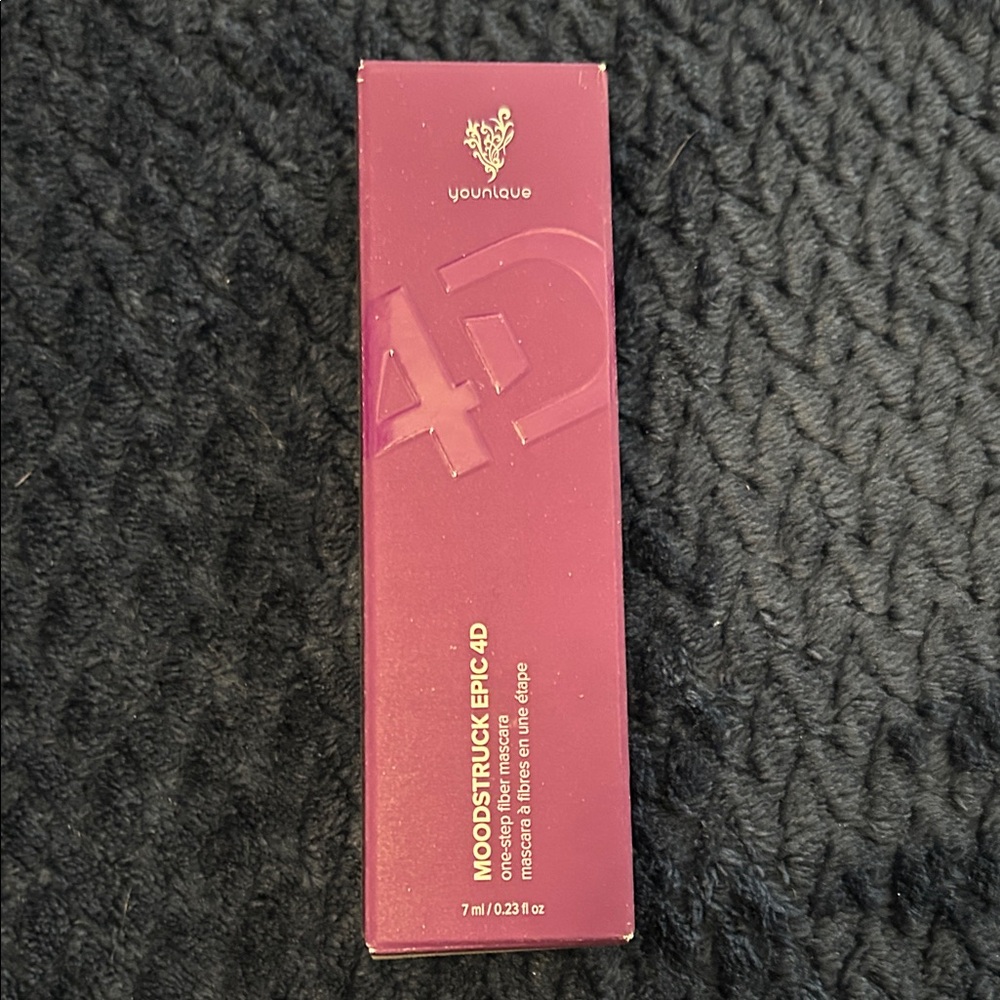 younique
4D
MOODSTRUCK EPIC 4D
one-step fiber mascara
mascara à fibres en une étape
7 ml / 0.23 fl oz